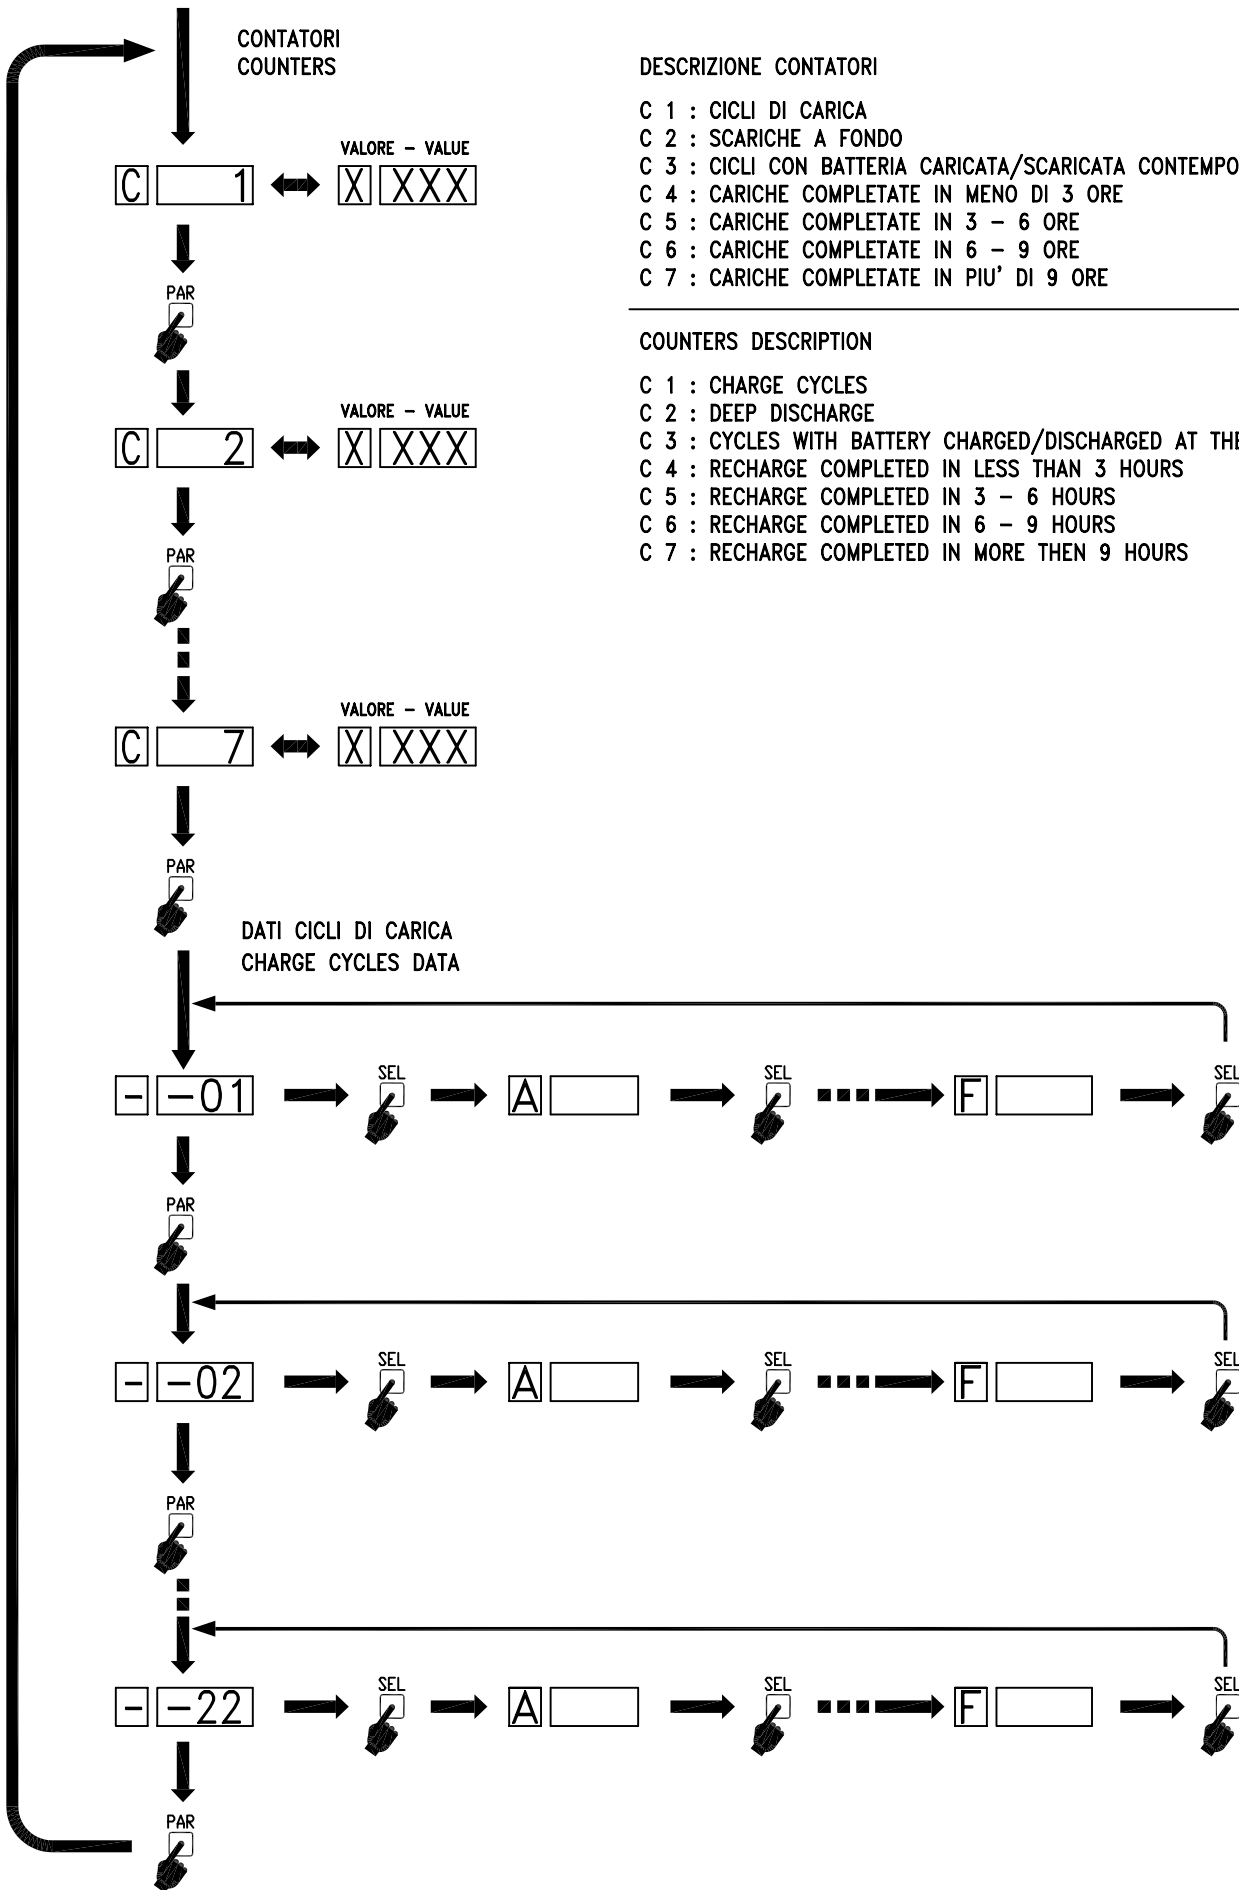 CONTATORI
COUNTERS
DESCRIZIONE CONTATORI
C 1 : CICLI DI CARICA
C 2 : SCARICHE A FONDO
C 3 : CICLI CON BATTERIA CARICATA/SCARICATA CONTEMPO
C 4 : CARICHE COMPLETATE IN MENO DI 3 ORE
C 5 : CARICHE COMPLETATE IN 3 – 6 ORE
C 6 : CARICHE COMPLETATE IN 6 – 9 ORE
C 7 : CARICHE COMPLETATE IN PIU' DI 9 ORE
COUNTERS DESCRIPTION
C 1 : CHARGE CYCLES
C 2 : DEEP DISCHARGE
C 3 : CYCLES WITH BATTERY CHARGED/DISCHARGED AT THE
C 4 : RECHARGE COMPLETED IN LESS THAN 3 HOURS
C 5 : RECHARGE COMPLETED IN 3 – 6 HOURS
C 6 : RECHARGE COMPLETED IN 6 – 9 HOURS
C 7 : RECHARGE COMPLETED IN MORE THEN 9 HOURS
VALORE – VALUE
C 1 X XXX
PAR
VALORE – VALUE
C 2 X XXX
PAR
VALORE – VALUE
C 7 X XXX
PAR
DATI CICLI DI CARICA
CHARGE CYCLES DATA
SEL SEL SEL
- -01 A F
PAR
SEL SEL SEL
- -02 A F
PAR
SEL SEL SEL
- -22 A F
PAR